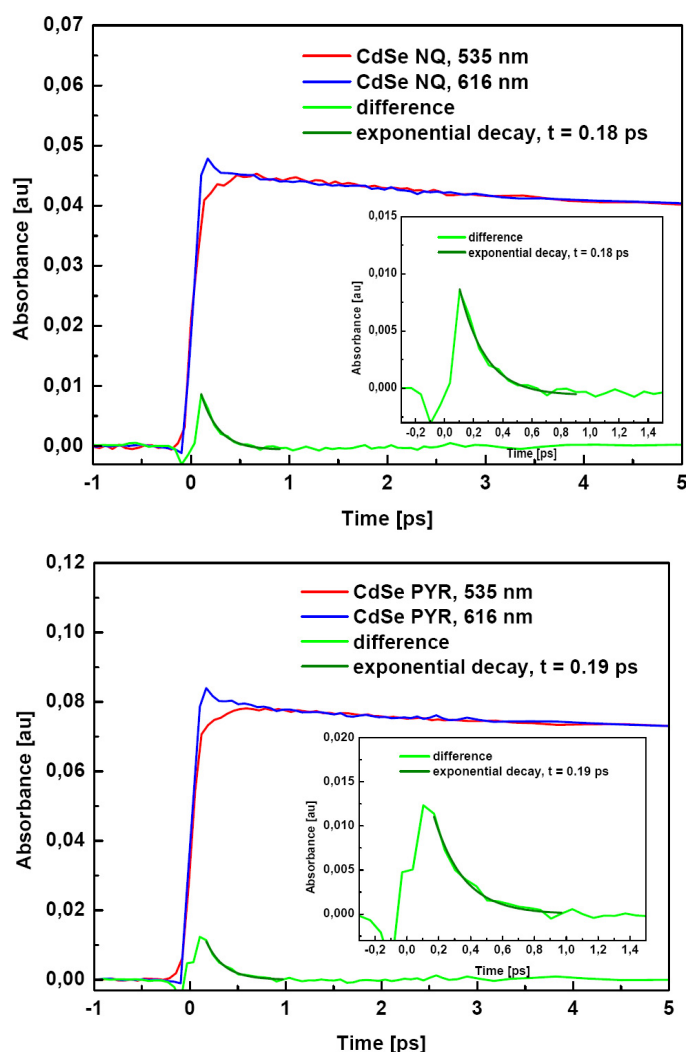 0,07
CdSe NQ, 535 nm
0,06
CdSe NQ, 616 nm
difference
0,05
exponential decay, t = 0.18 ps
0,04
0,015
difference
exponential decay, t = 0.18 ps
0,03
0,010
Absorbance [au]
Absorbance [au]
0,02
0,005
0,01
0,000
0,00
-0,2 0,0 0,2 0,4 0,6 0,8 1,0 1,2 1,4
Time [ps]
-1 0 1 2 3 4 5
Time [ps]
0,12
CdSe PYR, 535 nm
CdSe PYR, 616 nm
0,10
difference
exponential decay, t = 0.19 ps
0,08
0,020
difference
exponential decay, t = 0.19 ps
0,06
0,015
Absorbance [au]
Absorbance [au]
0,010
0,04
0,005
0,02
0,000
-0,2 0,0 0,2 0,4 0,6 0,8 1,0 1,2 1,4
Time [ps]
0,00
-1 0 1 2 3 4 5
Time [ps]